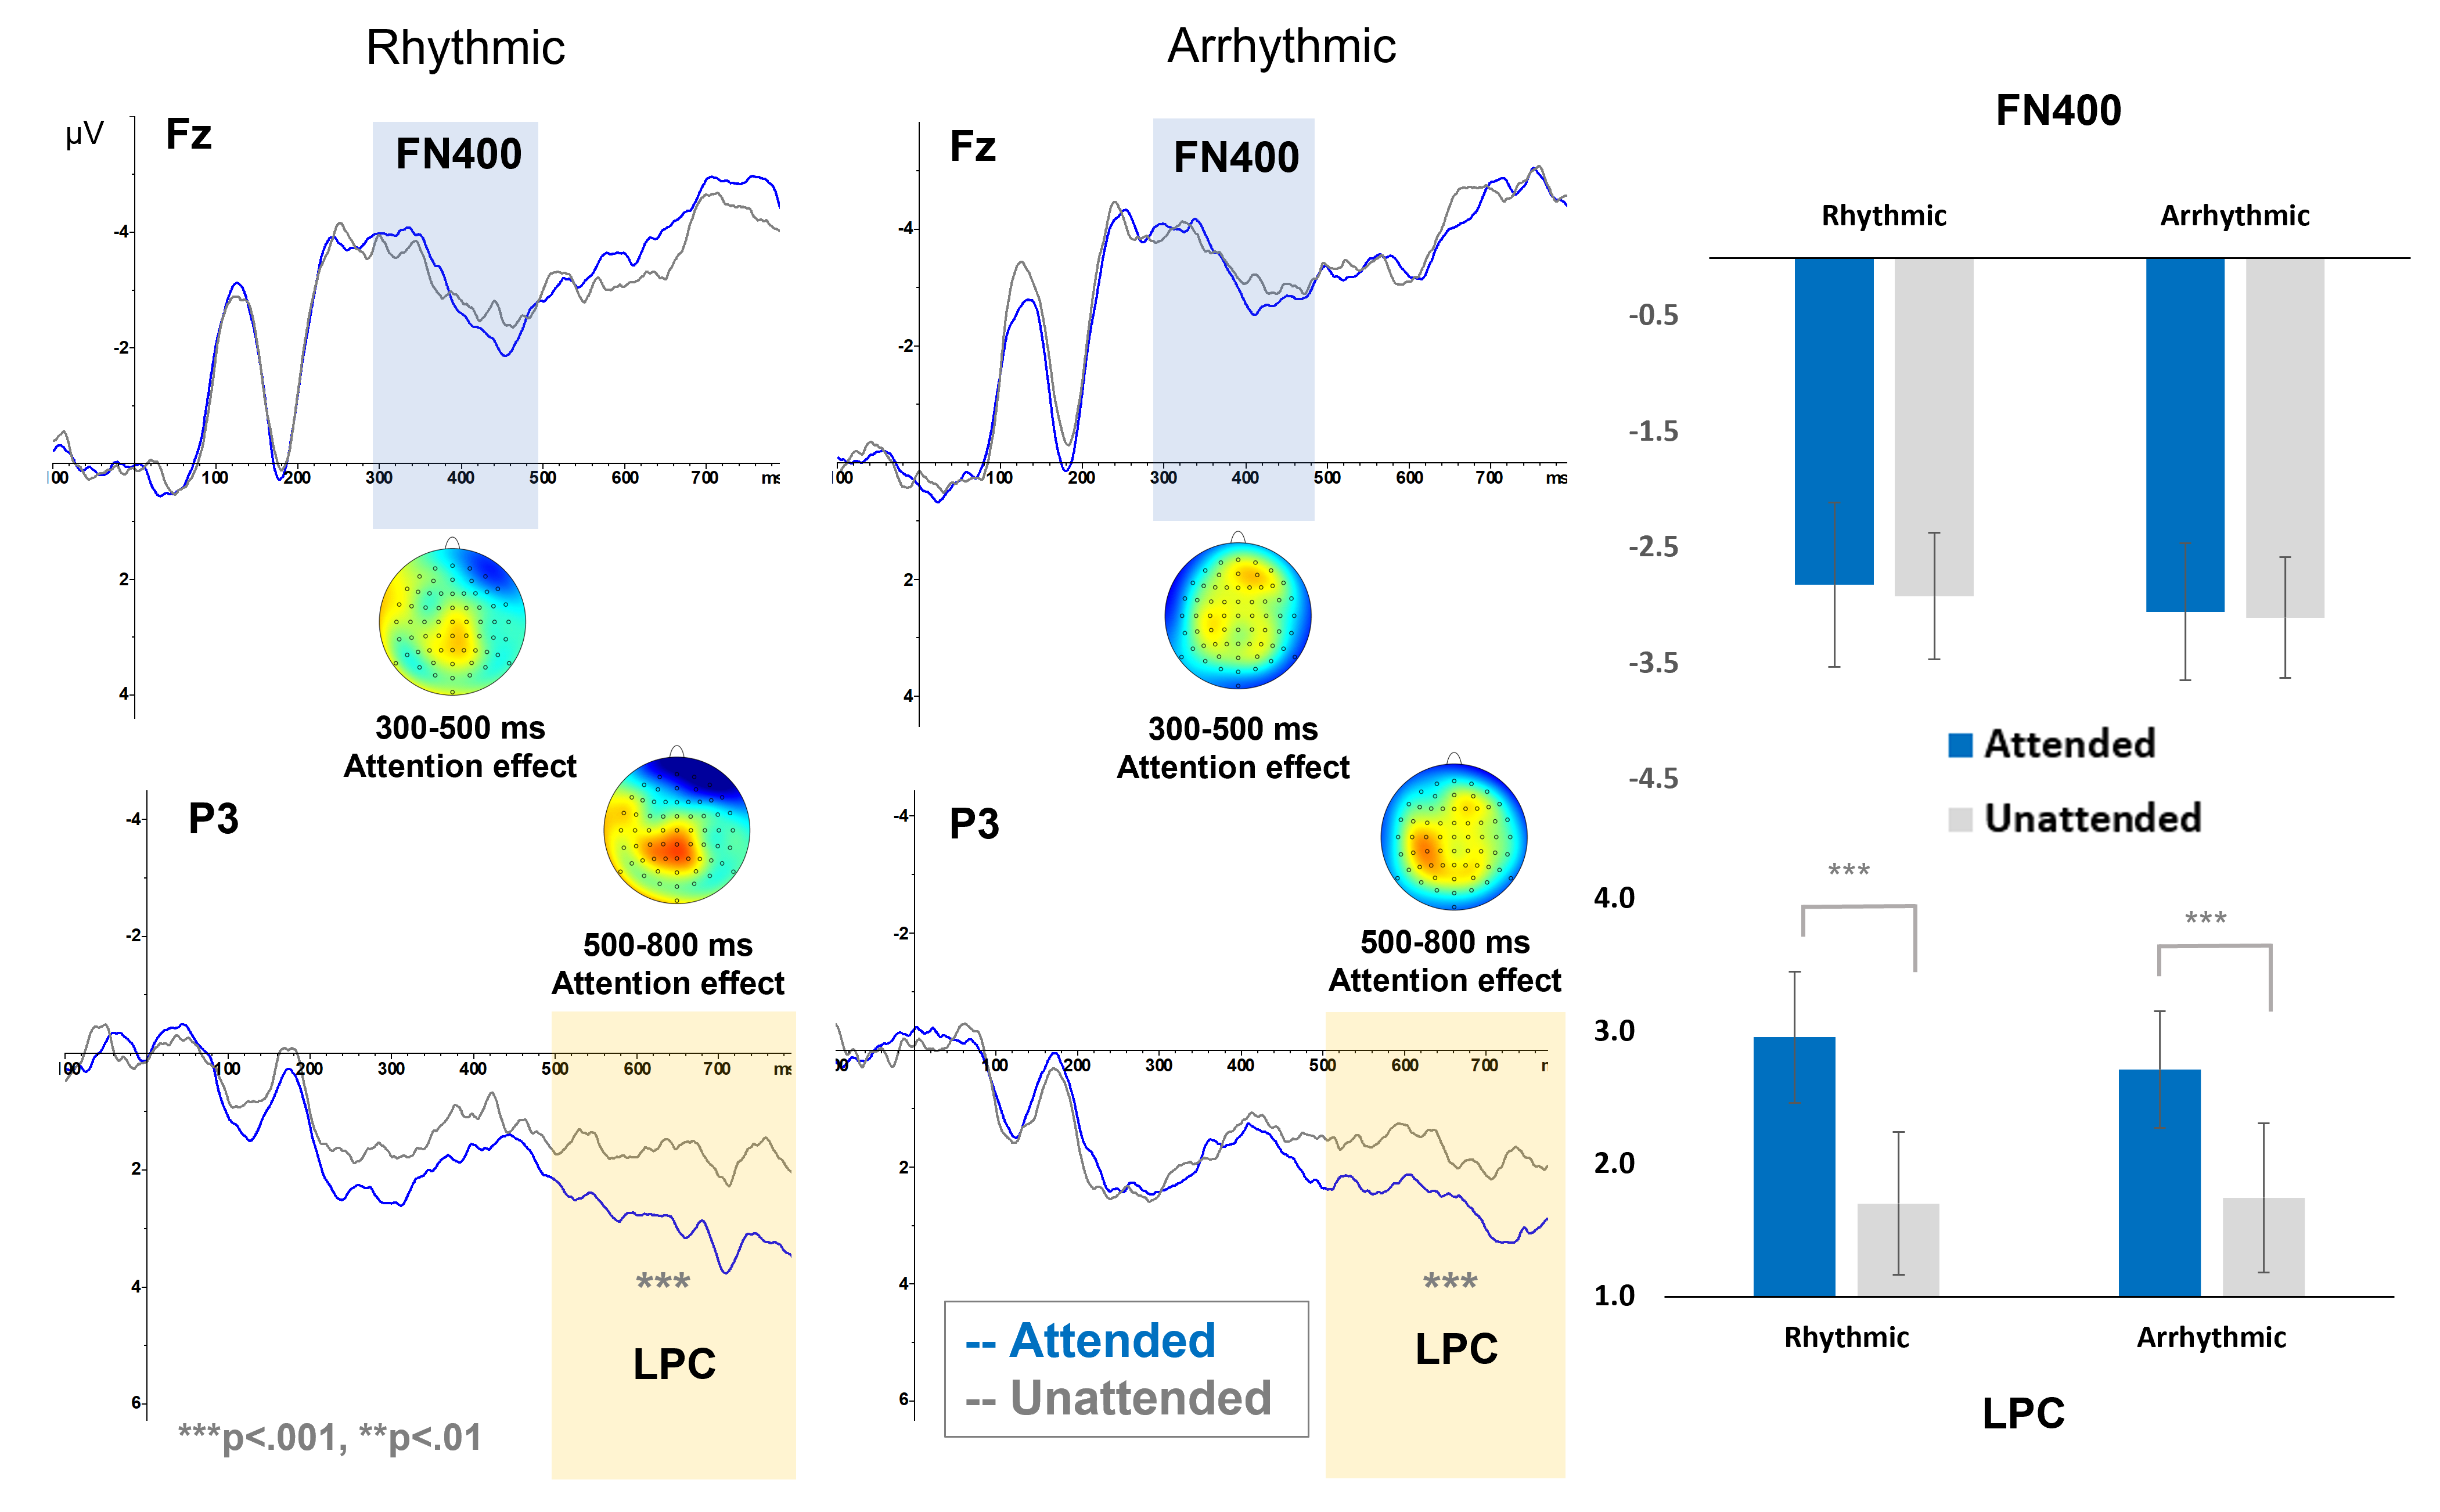 Rhythmic
Arrhythmic
µV
Fz
FN400
-4
-2
100 200 300 400 500 600 700 ms
2
4
300-500 ms
Attention effect
Fz
FN400
-4
-2
100 200 300 400 500 600 700 ms
2
4
300-500 ms
Attention effect
FN400
Rhythmic Arrhythmic
-0.5
-1.5
-2.5
-3.5
-4.5
Attended
Unattended
P3
-4
-2
500-800 ms
Attention effect
100 200 300 400 500 600 700
2
4
6
***
LPC
***p<.001, **p<.01
P3
-4
-2
500-800 ms
Attention effect
100 200 300 400 500 600 700
2
4
6
***
LPC
-- Attended
-- Unattended
***
***
4.0
3.0
2.0
1.0
Rhythmic Arrhythmic
LPC